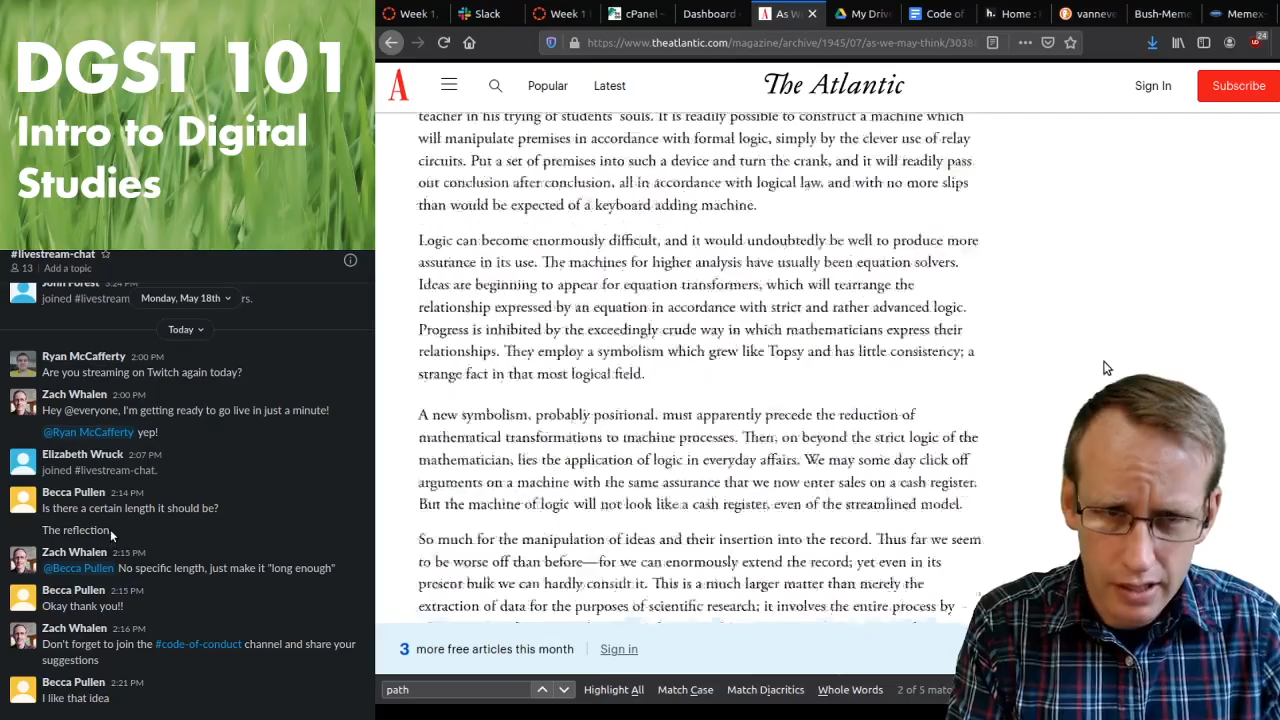 DGST 101
Intro to Digital
Studies
#livestream-chat
13 | Add a topic
John Forest 3:24 PM
joined #livestream
Monday, May 18th
rs.
Today
Ryan McCafferty 2:00 PM
Are you streaming on Twitch again today?
Zach Whalen 2:00 PM
Hey @everyone, I'm getting ready to go live in just a minute!
@Ryan McCafferty yep!
Elizabeth Wruck 2:07 PM
joined #livestream-chat.
Becca Pullen 2:14 PM
Is there a certain length it should be?
The reflection
Zach Whalen 2:15 PM
@Becca Pullen No specific length, just make it "long enough"
Becca Pullen 2:15 PM
Okay thank you!!
Zach Whalen 2:16 PM
Don't forget to join the #code-of-conduct channel and share your
suggestions
Becca Pullen 2:21 PM
I like that idea
Week 1, Slack Week 1 cPanel – Dashboard As W My Driv Code of Home : vanneve Bush-Meme Memex-
https://www.theatlantic.com/magazine/archive/1945/07/as-we-may-think/3038
24
A Popular Latest The Atlantic Sign In Subscribe
teacher in his trying of students' souls. It is readily possible to construct a machine which
will manipulate premises in accordance with formal logic, simply by the clever use of relay
circuits. Put a set of premises into such a device and turn the crank, and it will readily pass
out conclusion after conclusion, all in accordance with logical law, and with no more slips
than would be expected of a keyboard adding machine.
Logic can become enormously difficult, and it would undoubtedly be well to produce more
assurance in its use. The machines for higher analysis have usually been equation solvers.
Ideas are beginning to appear for equation transformers, which will rearrange the
relationship expressed by an equation in accordance with strict and rather advanced logic.
Progress is inhibited by the exceedingly crude way in which mathematicians express their
relationships. They employ a symbolism which grew like Topsy and has little consistency; a
strange fact in that most logical field.
A new symbolism, probably positional, must apparently precede the reduction of
mathematical transformations to machine processes. Then, on beyond the strict logic of the
mathematician, lies the application of logic in everyday affairs. We may some day click off
arguments on a machine with the same assurance that we now enter sales on a cash register.
But the machine of logic will not look like a cash register, even of the streamlined model.
So much for the manipulation of ideas and their insertion into the record. Thus far we seem
to be worse off than before—for we can enormously extend the record; yet even in its
present bulk we can hardly consult it. This is a much larger matter than merely the
extraction of data for the purposes of scientific research; it involves the entire process by
3 more free articles this month Sign in
path Highlight All Match Case Match Diacritics Whole Words 2 of 5 mat